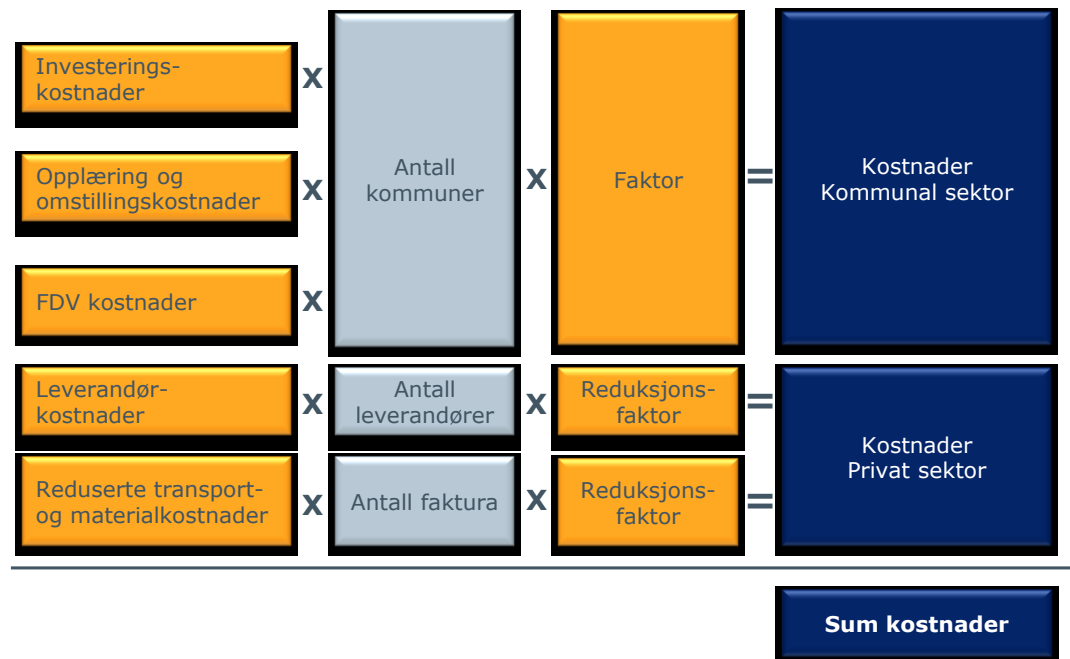 Investerings-
kostnader
X
Opplæring og
omstillingskostnader
X
FDV kostnader
X
Antall
kommuner
X
Faktor
=
Kostnader
Kommunal sektor
Leverandør-
kostnader
X
Antall
leverandører
X
Reduksjons-
faktor
=
Reduserte transport-
og materialkostnader
X
Antall faktura
X
Reduksjons-
faktor
=
Kostnader
Privat sektor
Sum kostnader